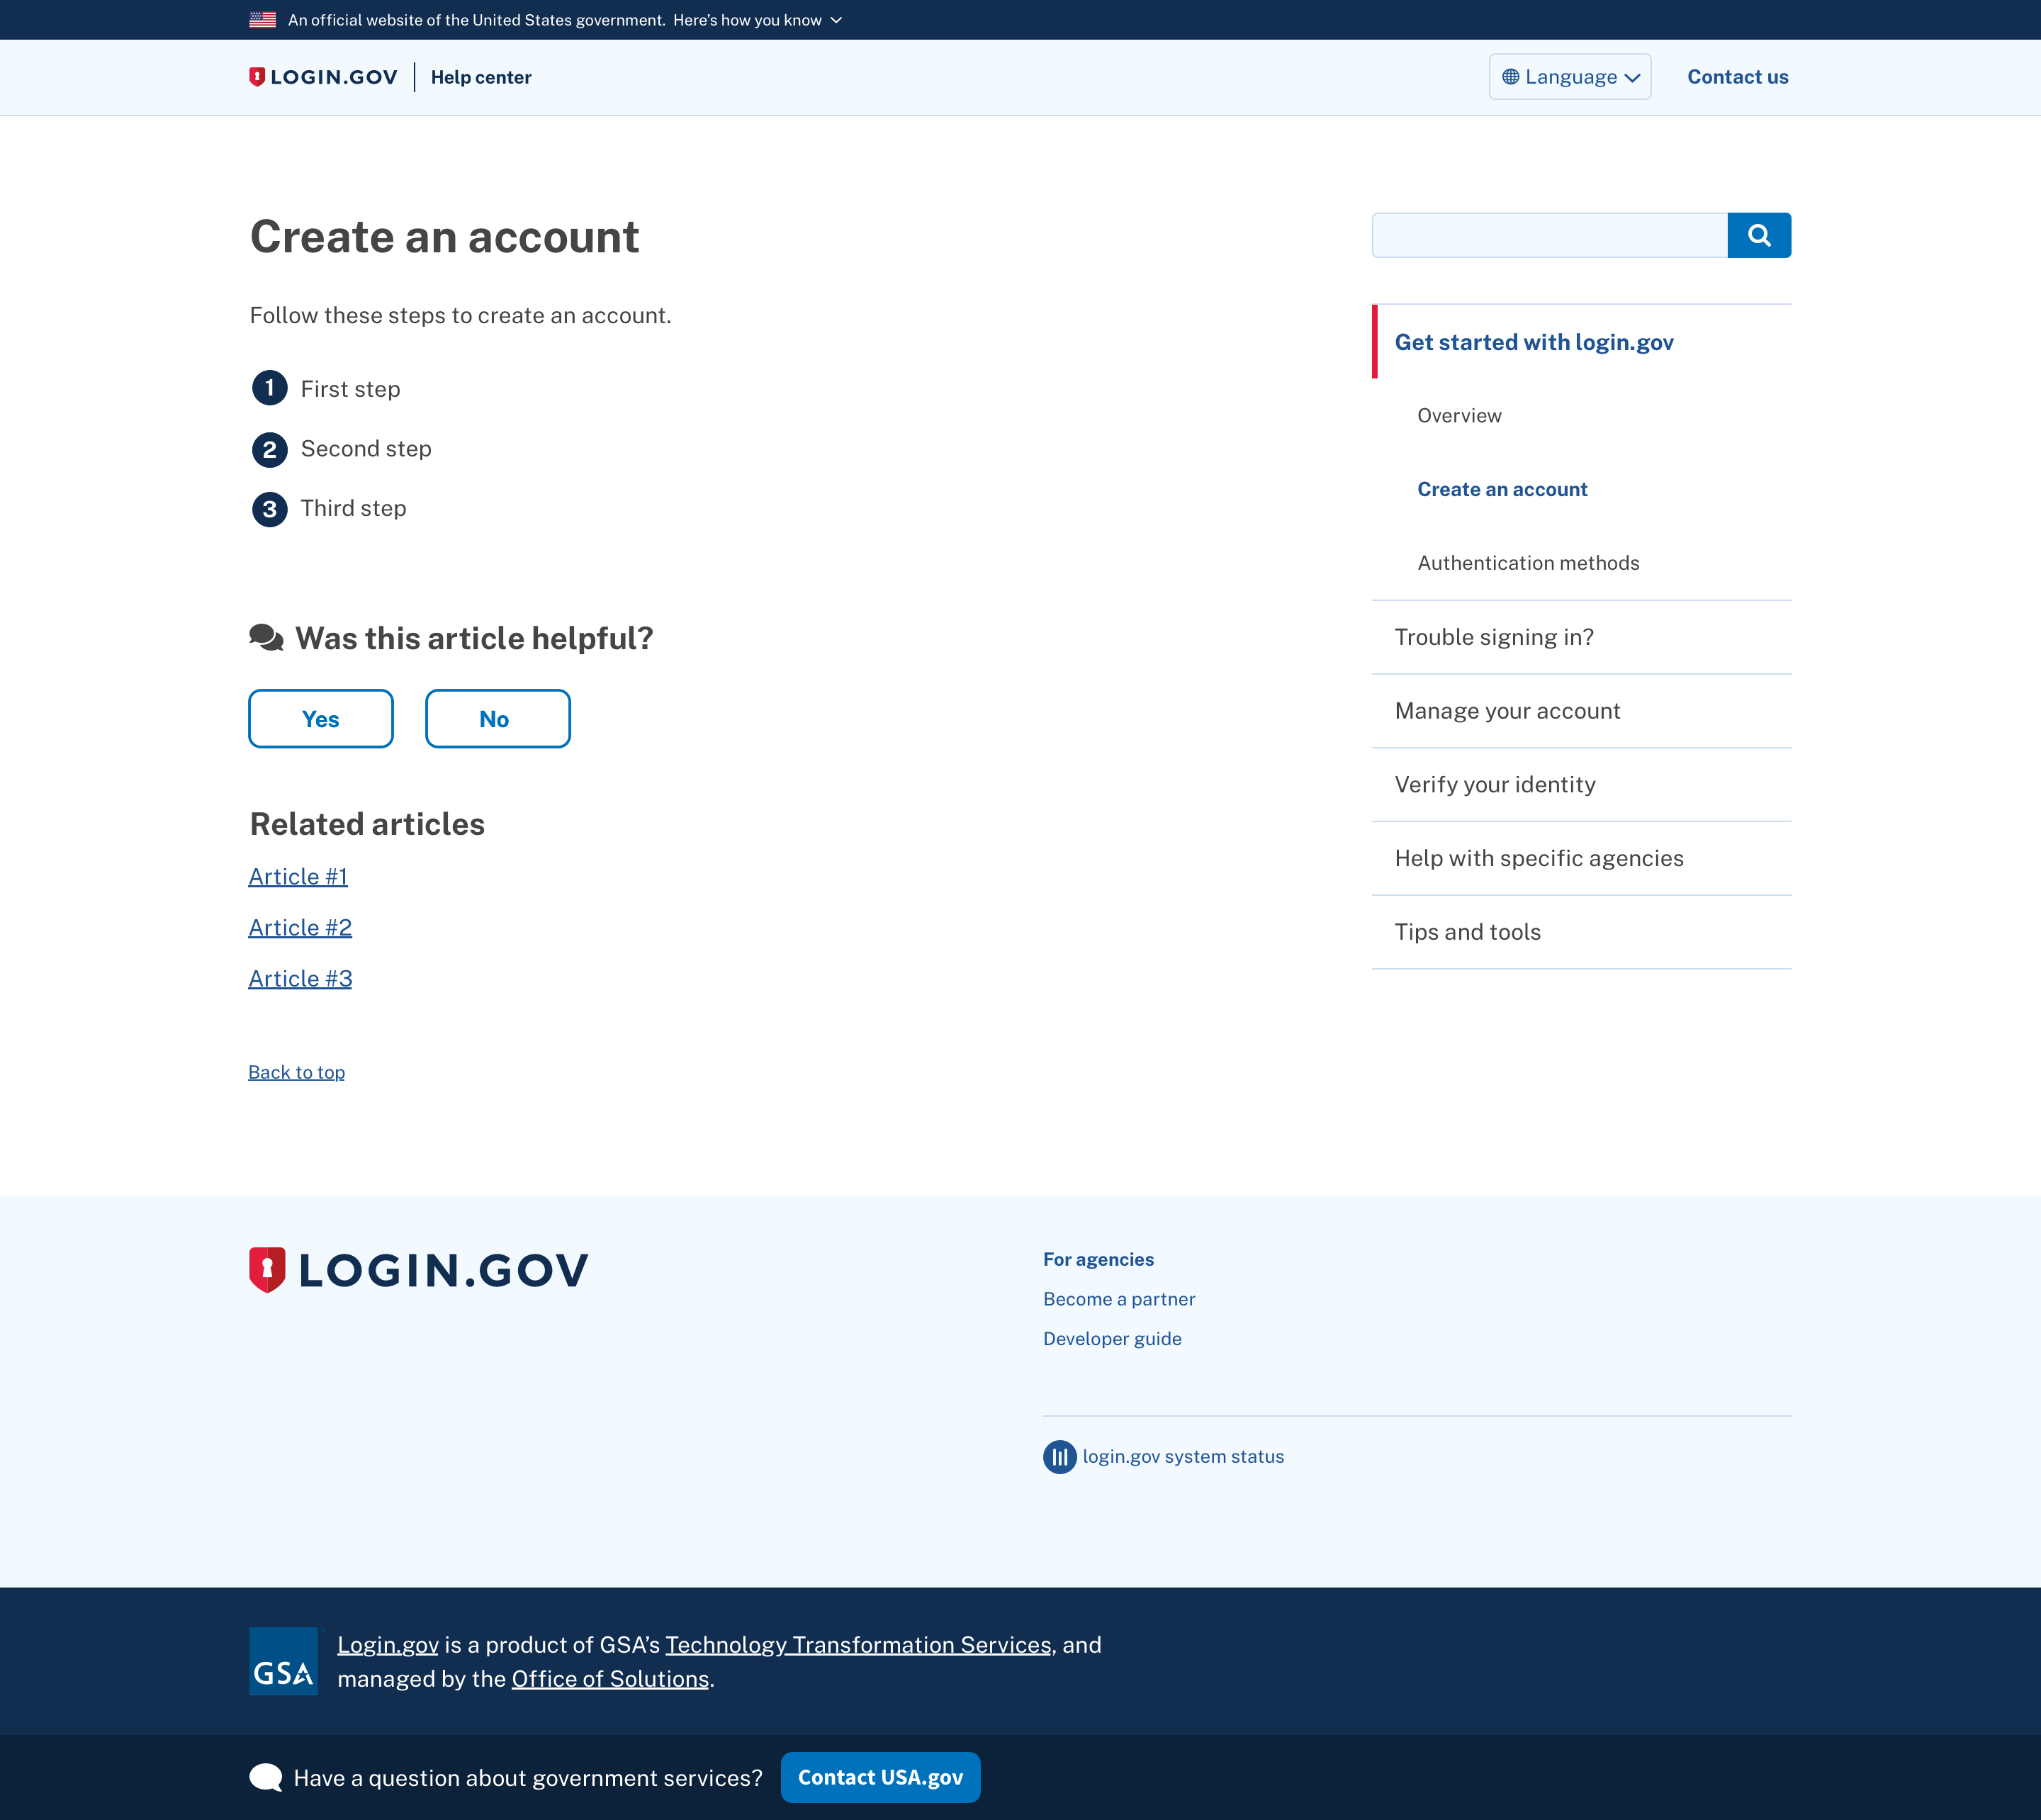 An official website of the United States government. Here's how you know
LOGIN.GOV
Help center
Language
Contact us
Create an account
Follow these steps to create an account.
1 First step
2 Second step
3 Third step
Was this article helpful?
Yes
No
Related articles
Article #1
Article #2
Article #3
Back to top
Get started with login.gov
Overview
Create an account
Authentication methods
Trouble signing in?
Manage your account
Verify your identity
Help with specific agencies
Tips and tools
LOGIN.GOV
For agencies
Become a partner
Developer guide
login.gov system status
GSA
Login.gov is a product of GSA’s Technology Transformation Services, and
managed by the Office of Solutions.
Have a question about government services?
Contact USA.gov